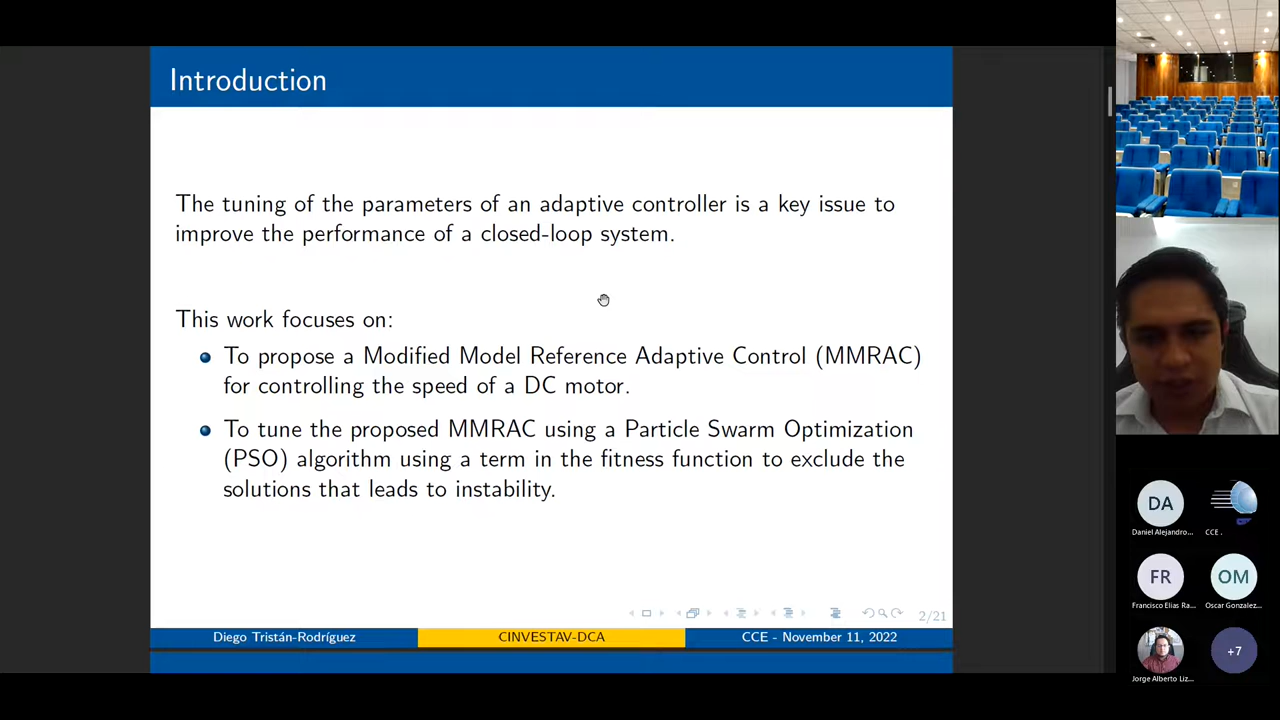 Introduction
The tuning of the parameters of an adaptive controller is a key issue to
improve the performance of a closed-loop system.
This work focuses on:
To propose a Modified Model Reference Adaptive Control (MMRAC)
for controlling the speed of a DC motor.
To tune the proposed MMRAC using a Particle Swarm Optimization
(PSO) algorithm using a term in the fitness function to exclude the
solutions that leads to instability.
2/21
Diego Tristán-Rodríguez
CINVESTAV-DCA
CCE - November 11, 2022
DA
Daniel Alejandro...
CCE .
FR
Francisco Elias Ra...
OM
Oscar Gonzalez...
Jorge Alberto Liz...
+7